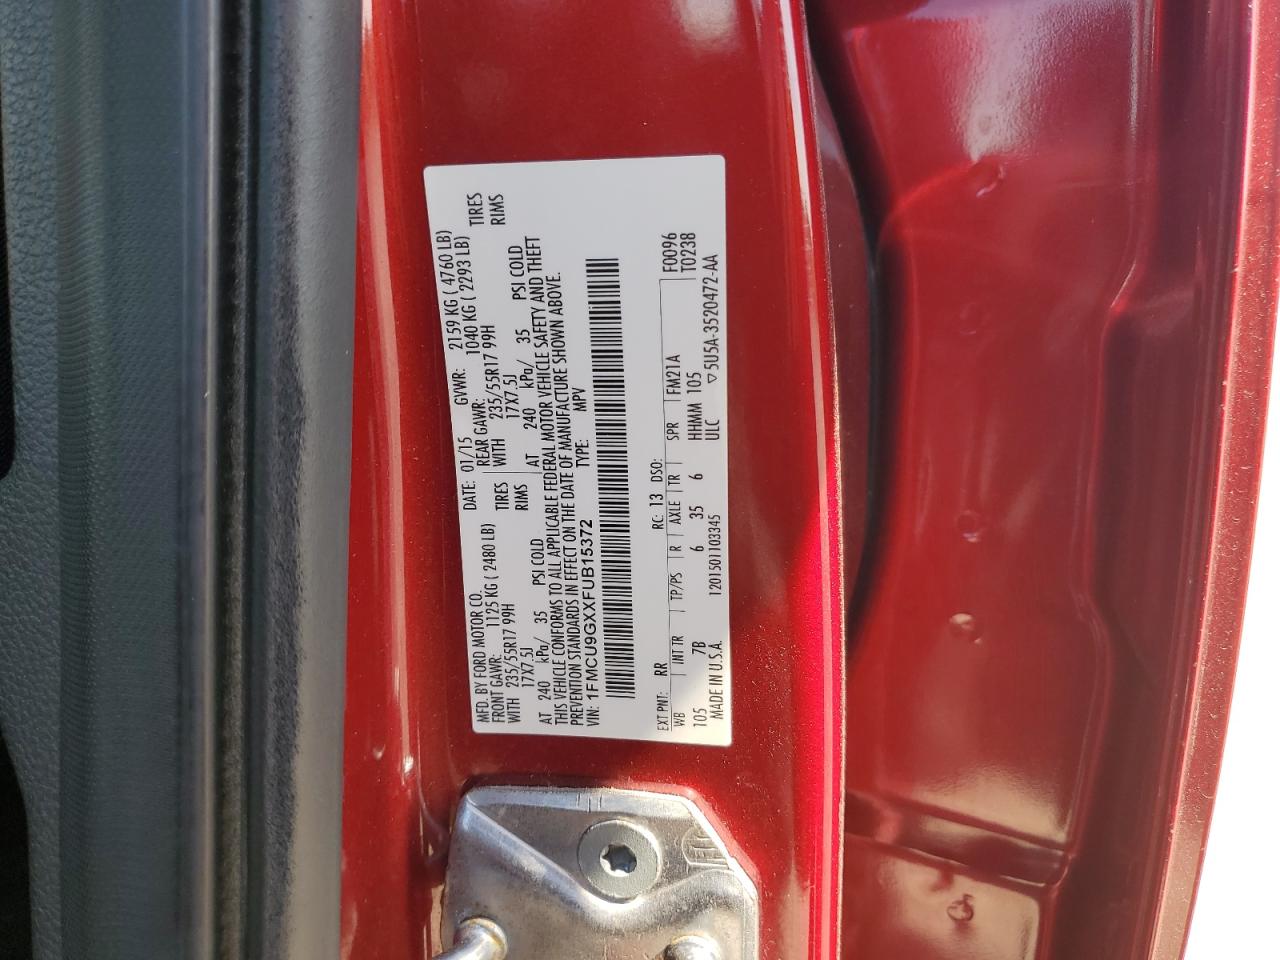 MFD. BY FORD MOTOR CO. DATE: 01/15 GVWR: 2159 KG ( 4760 LB)
FRONT GAWR: 1125 KG ( 2480 LB) REAR GAWR: 1040 KG ( 2293 LB)
WITH 235/55R17 99H TIRES WITH 235/55R17 99H TIRES
17X7.5J RIMS 17X7.5J RIMS
AT 240 kPa/ 35 PSI COLD AT 240 kPa/ 35 PSI COLD
THIS VEHICLE CONFORMS TO ALL APPLICABLE FEDERAL MOTOR VEHICLE SAFETY AND THEFT
PREVENTION STANDARDS IN EFFECT ON THE DATE OF MANUFACTURE SHOWN ABOVE.
VIN: 1FMCU9GXXFUB15372 TYPE: MPV
EXT PNT: RR RC: 13 DSO: F0096
WB INT TR TP/PS R AXLE TR SPR FM21A T0238
105 7B 6 35 6 HHMM 105
MADE IN U.S.A. 1201501103345 ULC ▽5U5A-3520472-AA